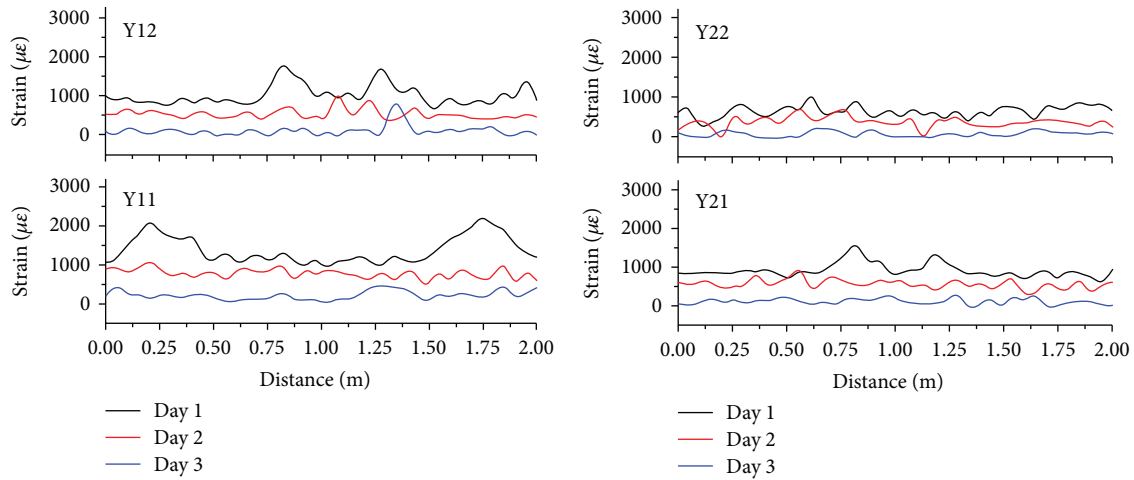 Y12
3000
2000
1000
0
Strain (με)
Y11
3000
2000
1000
0
Strain (με)
0.00 0.25 0.50 0.75 1.00 1.25 1.50 1.75 2.00
Distance (m)
Day 1
Day 2
Day 3
Y22
3000
2000
1000
0
Strain (με)
Y21
3000
2000
1000
0
Strain (με)
0.00 0.25 0.50 0.75 1.00 1.25 1.50 1.75 2.00
Distance (m)
Day 1
Day 2
Day 3